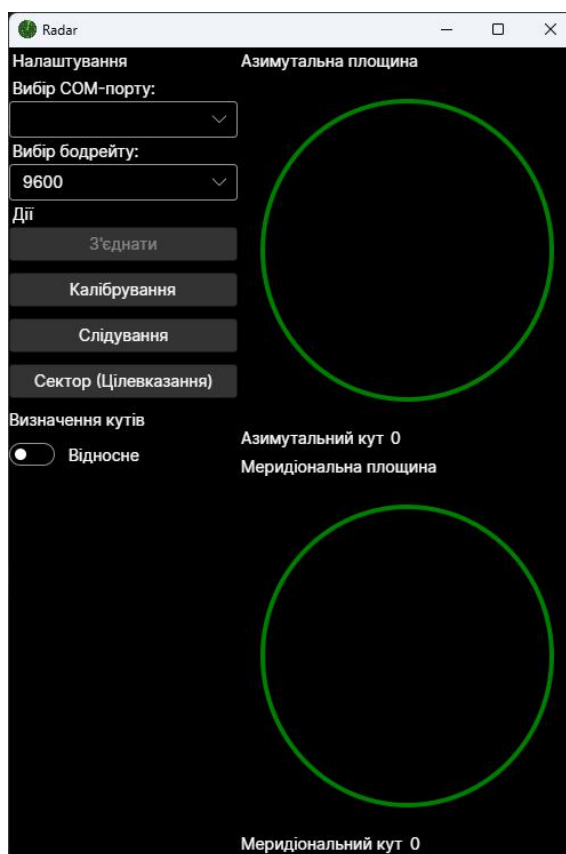 Radar
Налаштування
Вибір COM-порту:
Вибір бодрейту:
9600
Дії
З'єднати
Калібрування
Слідування
Сектор (Цілевказання)
Визначення кутів
Відносне
Азимутальна площина
Азимутальний кут 0
Меридіональна площина
Меридіональний кут 0